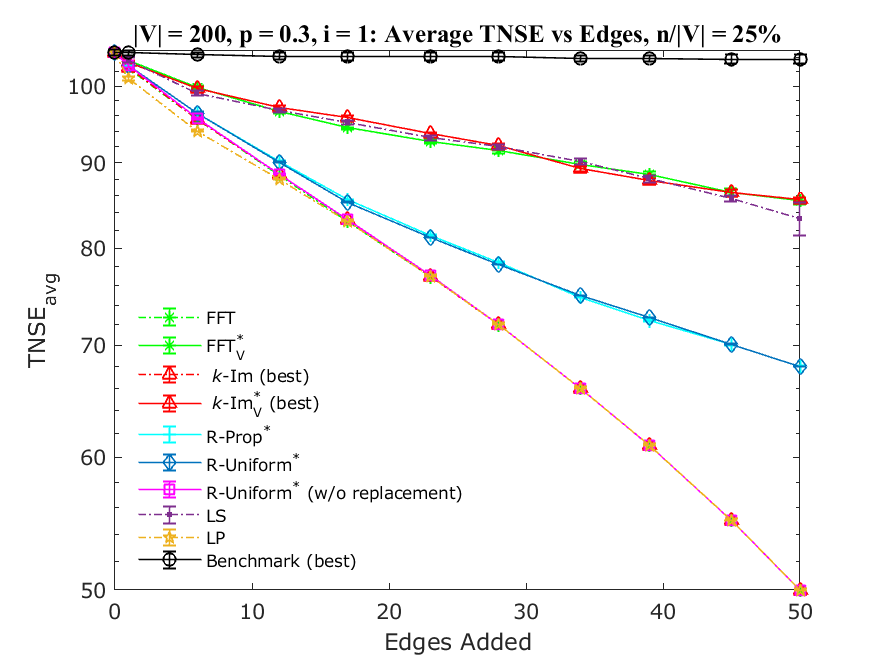 |V| = 200, p = 0.3, i = 1: Average TNSE vs Edges, n/|V| = 25%
100
90
80
70
60
50
TNSE_avg
FFT
FFT*_V
k-Im (best)
k-Im*_V (best)
R-Prop*
R-Uniform*
R-Uniform* (w/o replacement)
LS
LP
Benchmark (best)
0 10 20 30 40 50
Edges Added